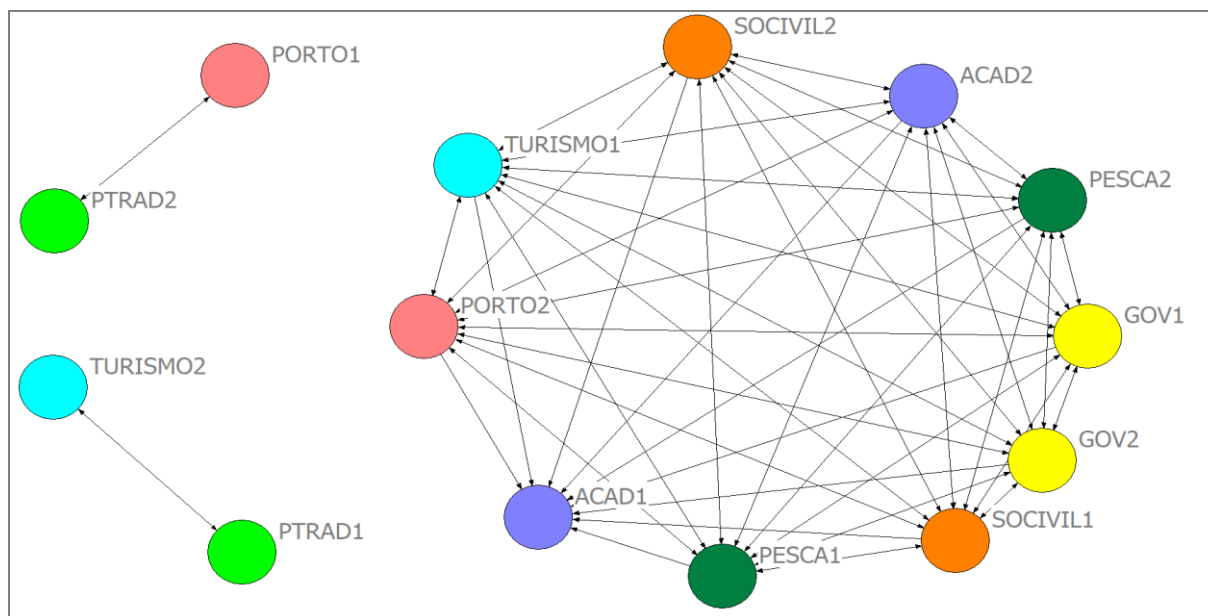 PORTO1
PTRAD2
TURISMO2
PTRAD1
SOCIVIL2
ACAD2
TURISMO1
PESCA2
PORTO2
GOV1
GOV2
ACAD1
SOCIVIL1
PESCA1